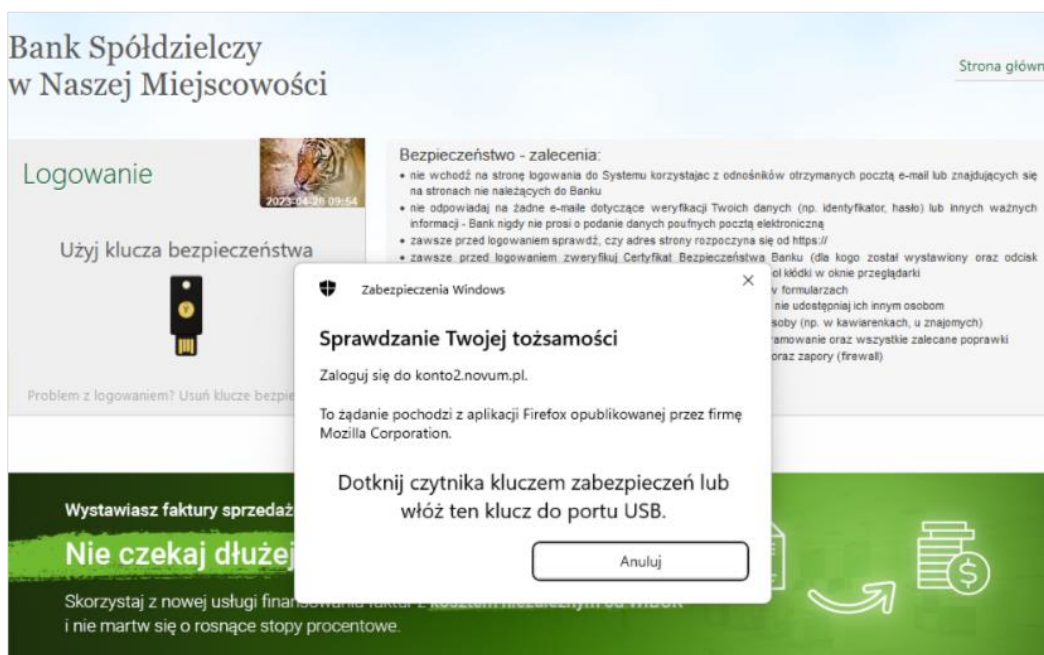 Bank Spółdzielczy
w Naszej Miejscowości
Strona główn
Logowanie
2023-04-26 09:54
Użyj klucza bezpieczeństwa
Problem z logowaniem? Usuń klucze bezpie
Bezpieczeństwo - zalecenia:
• nie wchodź na stronę logowania do Systemu korzystając z odnośników otrzymanych pocztą e-mail lub znajdujących się
na stronach nie należących do Banku
• nie odpowiadaj na żadne e-maile dotyczące weryfikacji Twoich danych (np. identyfikator, hasło) lub innych ważnych
informacji - Bank nigdy nie prosi o podanie danych poufnych pocztą elektroniczną
• zawsze przed logowaniem sprawdź, czy adres strony rozpoczyna się od https://
• zawsze przed logowaniem zweryfikuj Certyfikat Bezpieczeństwa Banku (dla kogo został wystawiony oraz odcisk
ol kłódki w oknie przeglądarki
formularzach
nie udostępniaj ich innym osobom
soby (np. w kawiarenkach, u znajomych)
ramowanie oraz wszystkie zalecane poprawki
oraz zapory (firewall)
Zabezpieczenia Windows
Sprawdzanie Twojej tożsamości
Zaloguj się do konto2.novum.pl.
To żądanie pochodzi z aplikacji Firefox opublikowanej przez firmę
Mozilla Corporation.
Dotknij czytnika kluczem zabezpieczeń lub
włóż ten klucz do portu USB.
Anuluj
Wystawiasz faktury sprzedaż
Nie czekaj dłużej
Skorzystaj z nowej usługi finansowania faktur z kosztem niezależnym od WIBOR
i nie martw się o rosnące stopy procentowe.